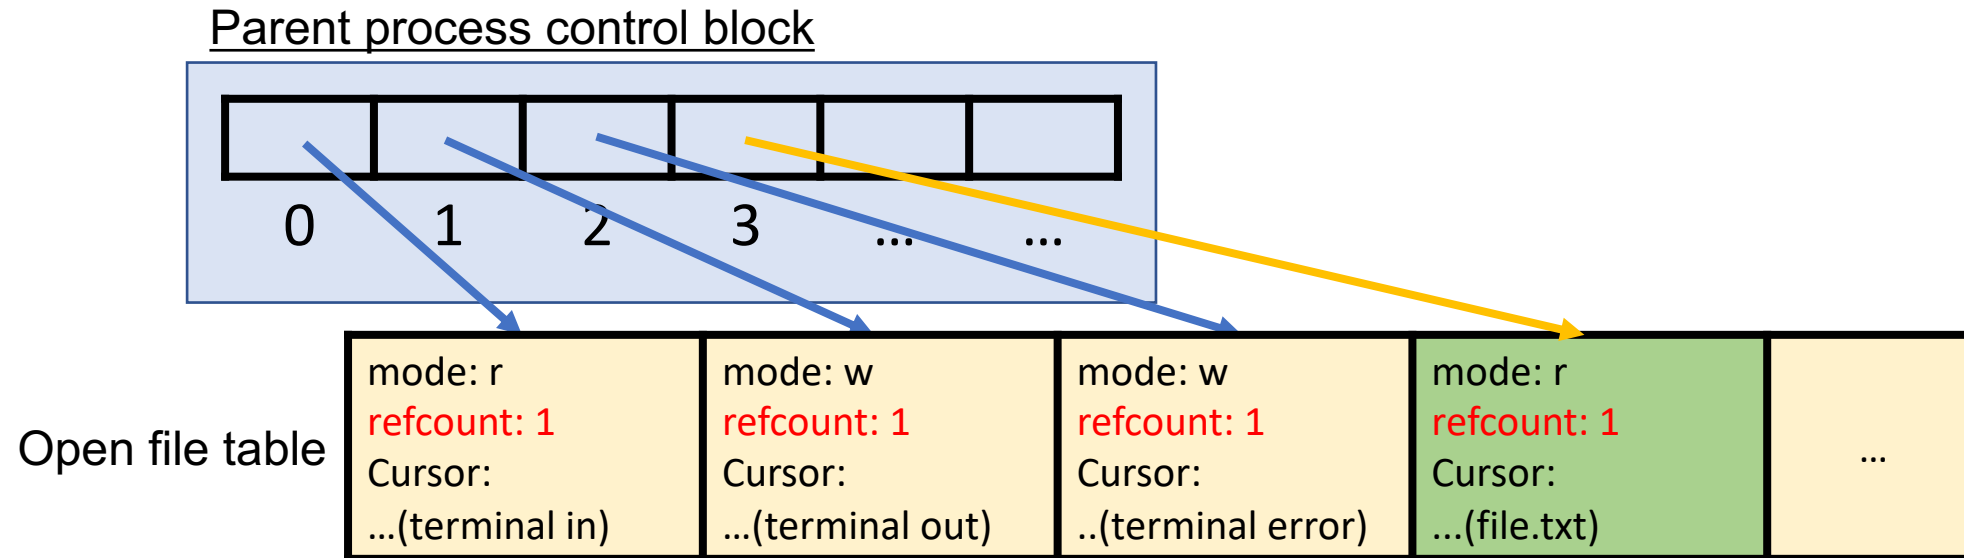 Parent process control block
0 1 2 3 ... ...
Open file table
mode: r
refcount: 1
Cursor:
...(terminal in)
mode: w
refcount: 1
Cursor:
...(terminal out)
mode: w
refcount: 1
Cursor:
..(terminal error)
mode: r
refcount: 1
Cursor:
...(file.txt)
...